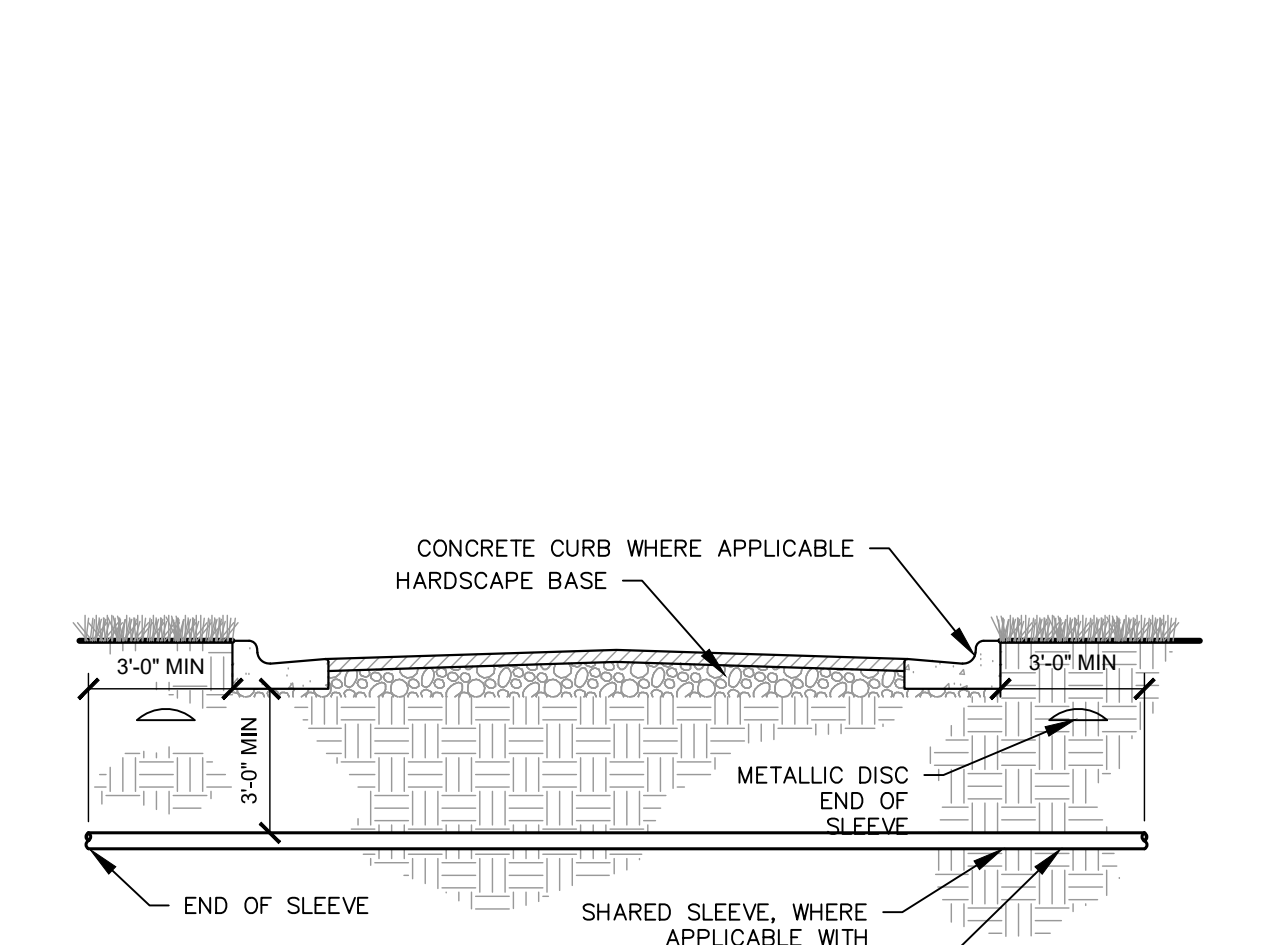 CONCRETE CURB WHERE APPLICABLE
HARDSCAPE BASE
3'-0" MIN
3'-0" MIN
3'-0" MIN
METALLIC DISC
END OF
SLEEVE
END OF SLEEVE
SHARED SLEEVE, WHERE
APPLICABLE WITH